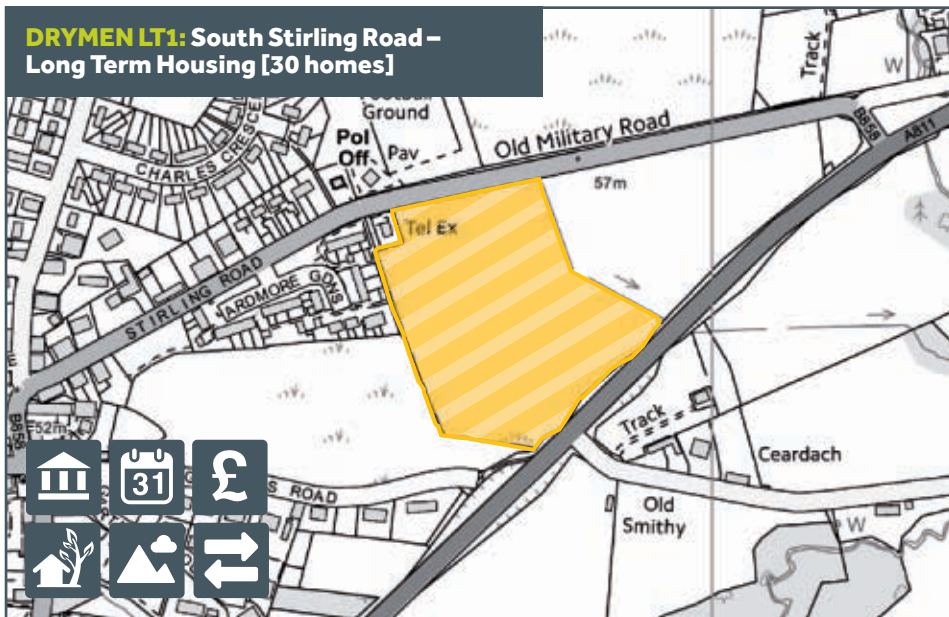 DRYMEN LT1: South Stirling Road –
Long Term Housing [30 homes]
Track
W
Ground
Pol
Off
Pav
Old Military Road
B858
A811
CHARLES CRESCE
57m
Tel Ex
STIRLING ROAD
ARDMORE GDNS
B858
52m
31
£
S ROAD
Track
Ceardach
Old
Smithy
W